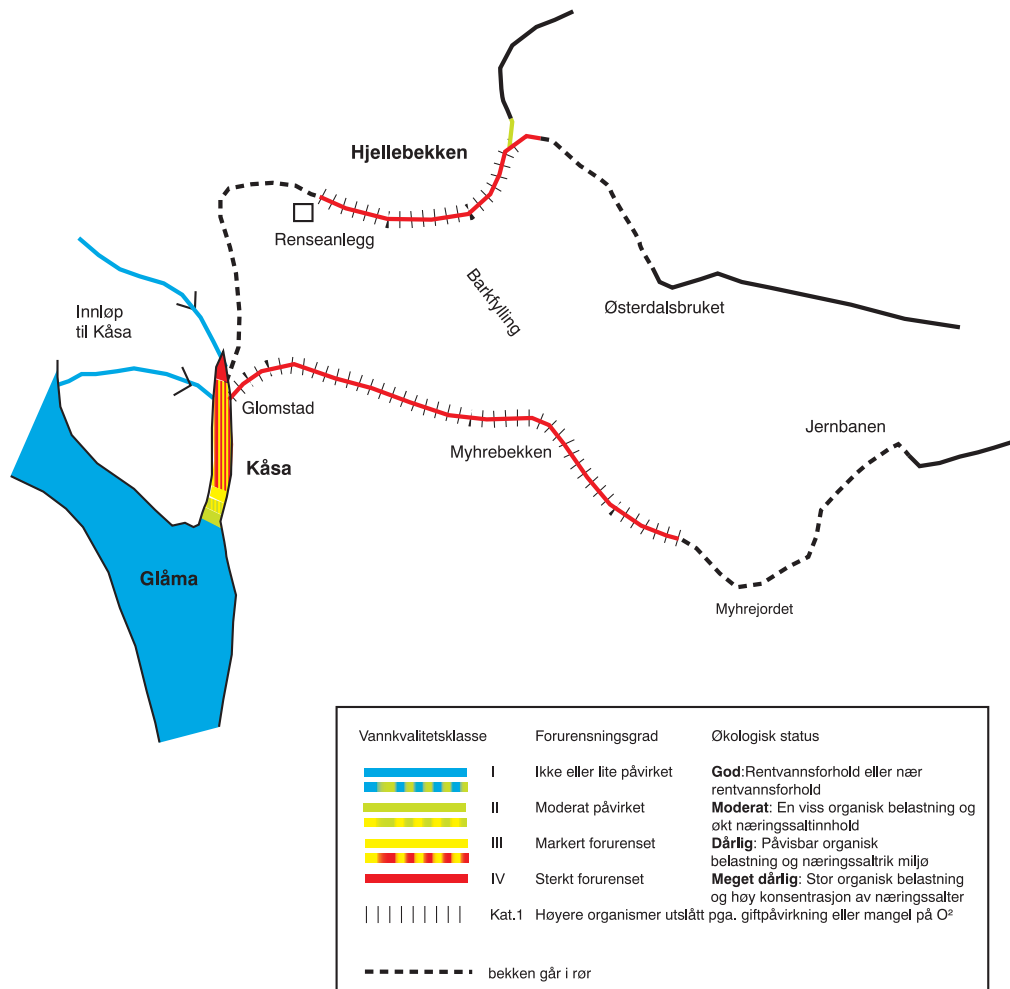 Hjellebekken
Renseanlegg
Barkfylling
Østerdalsbruket
Innløp
til Kåsa
Glomstad
Myhrebekken
Jernbanen
Kåsa
Glåma
Myhrejordet
Vannkvalitetsklasse Forurensningsgrad Økologisk status
I Ikke eller lite påvirket God:Rentvannsforhold eller nær
rentvannsforhold
II Moderat påvirket Moderat: En viss organisk belastning og
økt næringssaltinnhold
III Markert forurenset Dårlig: Påvisbar organisk
belastning og næringssaltrik miljø
IV Sterkt forurenset Meget dårlig: Stor organisk belastning
og høy konsentrasjon av næringssalter
Kat.1 Høyere organismer utslått pga. giftpåvirkning eller mangel på O²
bekken går i rør